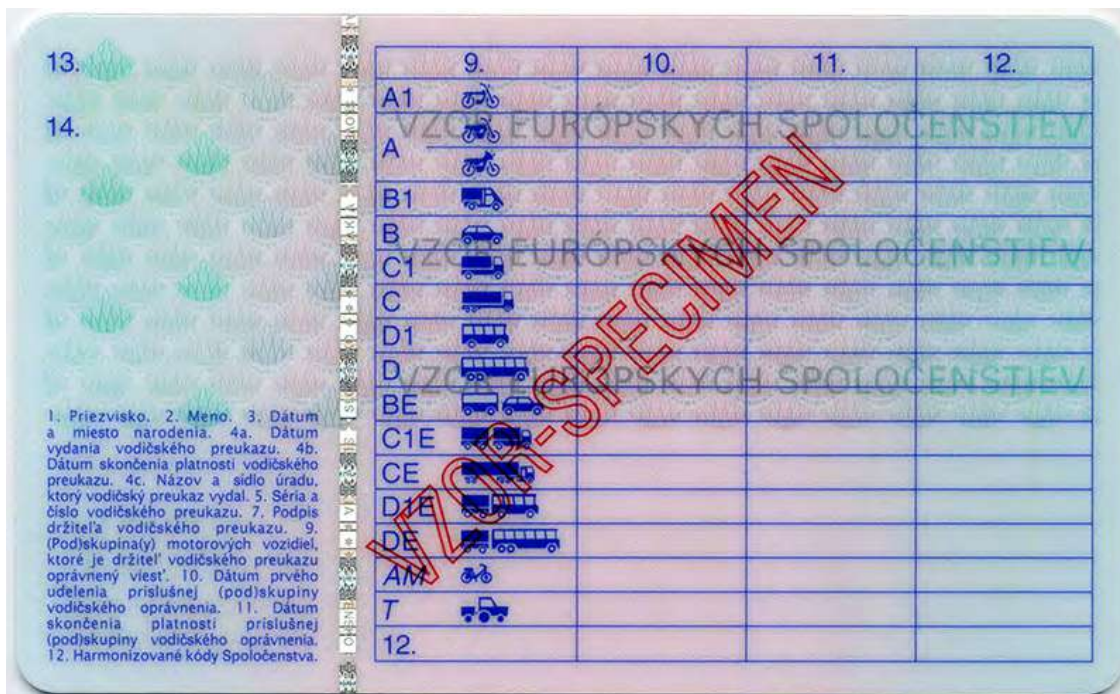 13.
14.
1. Priezvisko. 2. Meno. 3. Dátum
a miesto narodenia. 4a. Dátum
vydania vodičského preukazu. 4b.
Dátum skončenia platnosti vodičského
preukazu. 4c. Názov a sídlo úradu,
ktorý vodičský preukaz vydal. 5. Séria a
číslo vodičského preukazu. 7. Podpis
držiteľa vodičského preukazu. 9.
(Pod)skupina(y) motorových vozidiel,
ktoré je držiteľ vodičského preukazu
oprávnený viesť. 10. Dátum prvého
udelenia príslušnej (pod)skupiny
vodičského oprávnenia. 11. Dátum
skončenia platnosti príslušnej
(pod)skupiny vodičského oprávnenia.
12. Harmonizované kódy Spoločenstva.
9. 10. 11. 12.
A1
VZOR EURÓPSKYCH SPOLOČENSTIEV
A
B1
B
VZOR EURÓPSKYCH SPOLOČENSTIEV
C1
C
D1
D
VZOR EURÓPSKYCH SPOLOČENSTIEV
BE
C1E
CE
D1E
DE
AM
T
12.
VZOR-SPECIMEN